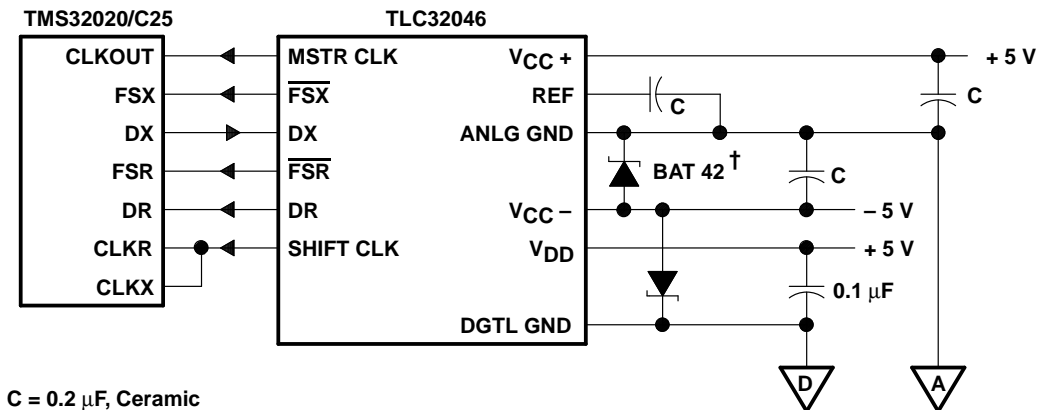 TMS32020/C25 TLC32046
CLKOUT MSTR CLK VCC + + 5 V
FSX FSX REF C C
DX DX ANLG GND
FSR FSR BAT 42 † C
DR DR VCC − − 5 V
CLKR SHIFT CLK VDD + 5 V
CLKX 0.1 μF
DGTL GND
D A
C = 0.2 μF, Ceramic